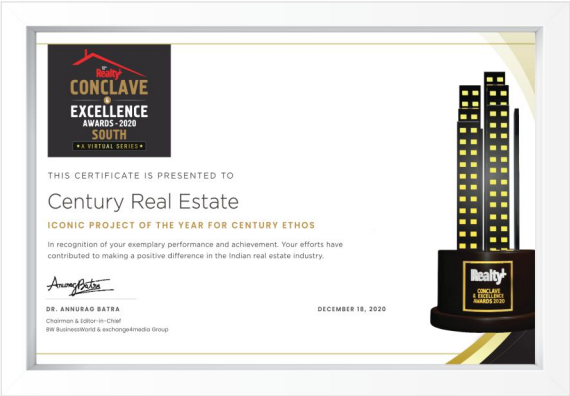 Realty+
CONCLAVE
&
EXCELLENCE
AWARDS - 2020
SOUTH
• A VIRTUAL SERIES •
THIS CERTIFICATE IS PRESENTED TO
Century Real Estate
ICONIC PROJECT OF THE YEAR FOR CENTURY ETHOS
In recognition of your exemplary performance and achievement. Your efforts have
contributed to making a positive difference in the Indian real estate industry.
DR. ANNURAG BATRA
Chairman & Editor-in-Chief
BW BusinessWorld & exchange4media Group
DECEMBER 18, 2020
Realty+
CONCLAVE
& EXCELLENCE
AWARDS 2020